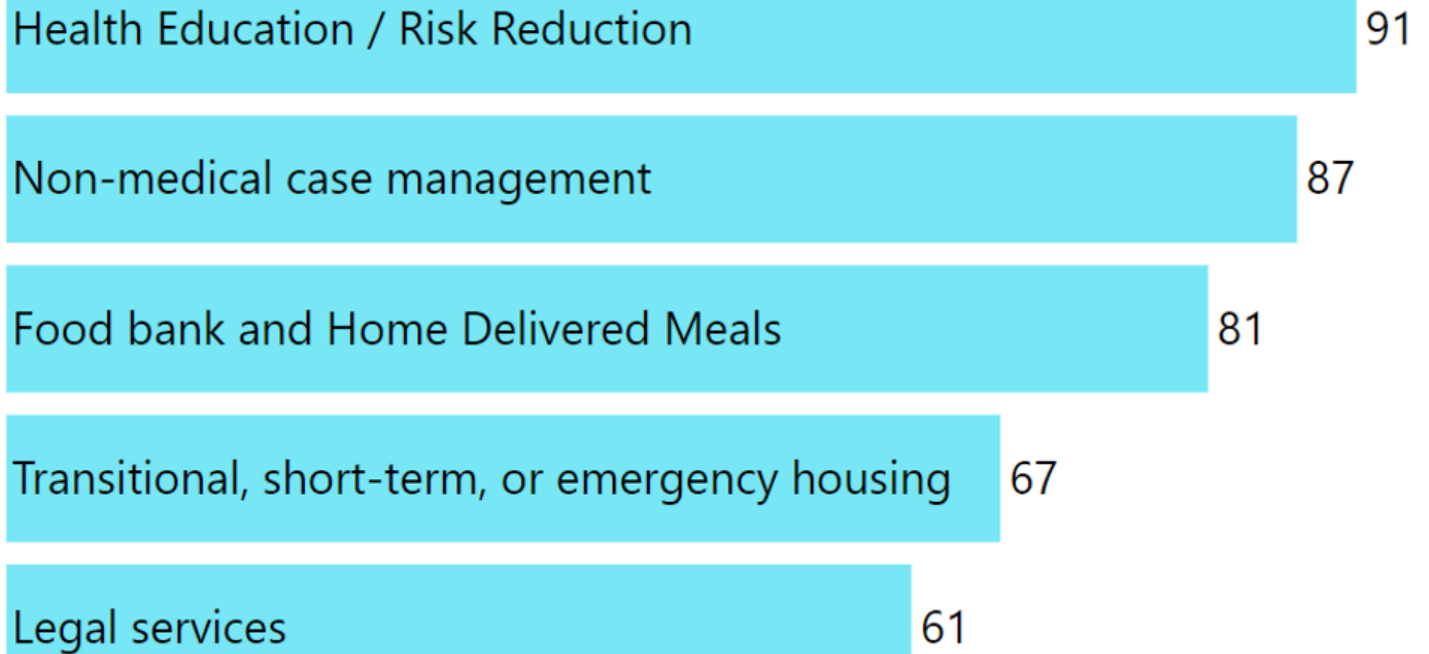 Health Education / Risk Reduction 91
Non-medical case management 87
Food bank and Home Delivered Meals 81
Transitional, short-term, or emergency housing 67
Legal services 61